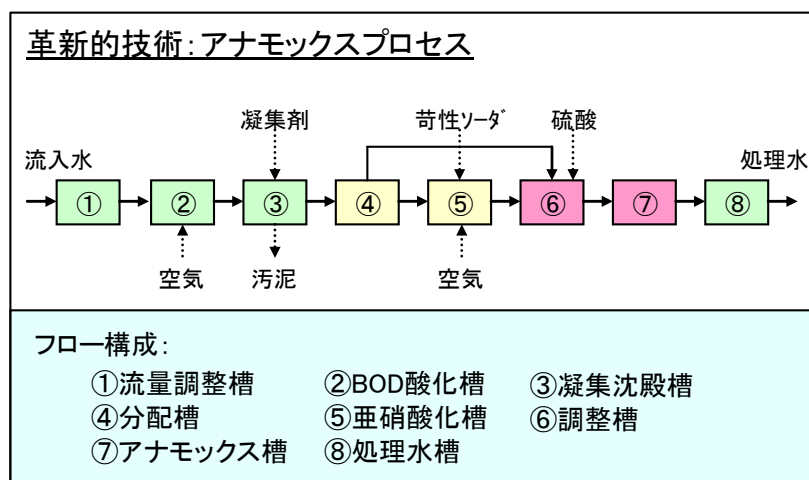 革新的技術：アナモックスプロセス
凝集剤 苛性ｿｰﾀﾞ 硫酸
流入水 処理水
① ② ③ ④ ⑤ ⑥ ⑦ ⑧
空気 汚泥 空気
フロー構成：
①流量調整槽 ②BOD酸化槽 ③凝集沈殿槽
④分配槽 ⑤亜硝酸化槽 ⑥調整槽
⑦アナモックス槽 ⑧処理水槽